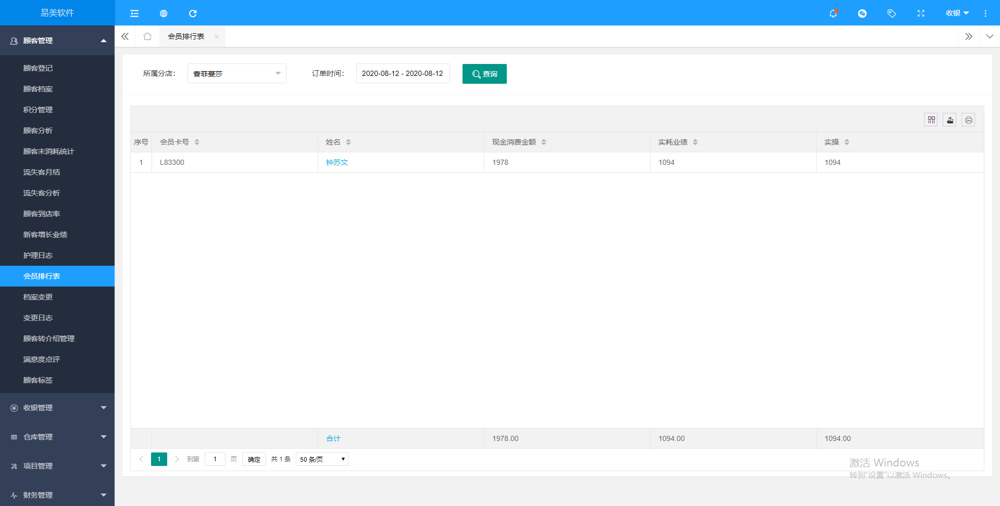 易美软件
收银
顾客管理
会员排行表
顾客登记
顾客档案
积分管理
顾客分析
顾客未消耗统计
流失客月结
流失客分析
顾客到店率
新客增长业绩
护理日志
会员排行表
档案变更
变更日志
顾客转介绍管理
满意度点评
顾客标签
收银管理
仓库管理
项目管理
财务管理
所属分店： 香菲蔓莎 订单时间： 2020-08-12 - 2020-08-12 查询
序号 会员卡号 姓名 现金消费金额 实耗业绩 实操
1 L83300 钟苏文 1978 1094 1094
合计 1978.00 1094.00 1094.00
1 到第 1 页 确定 共 1 条 50 条/页
激活 Windows
转到"设置"以激活 Windows。